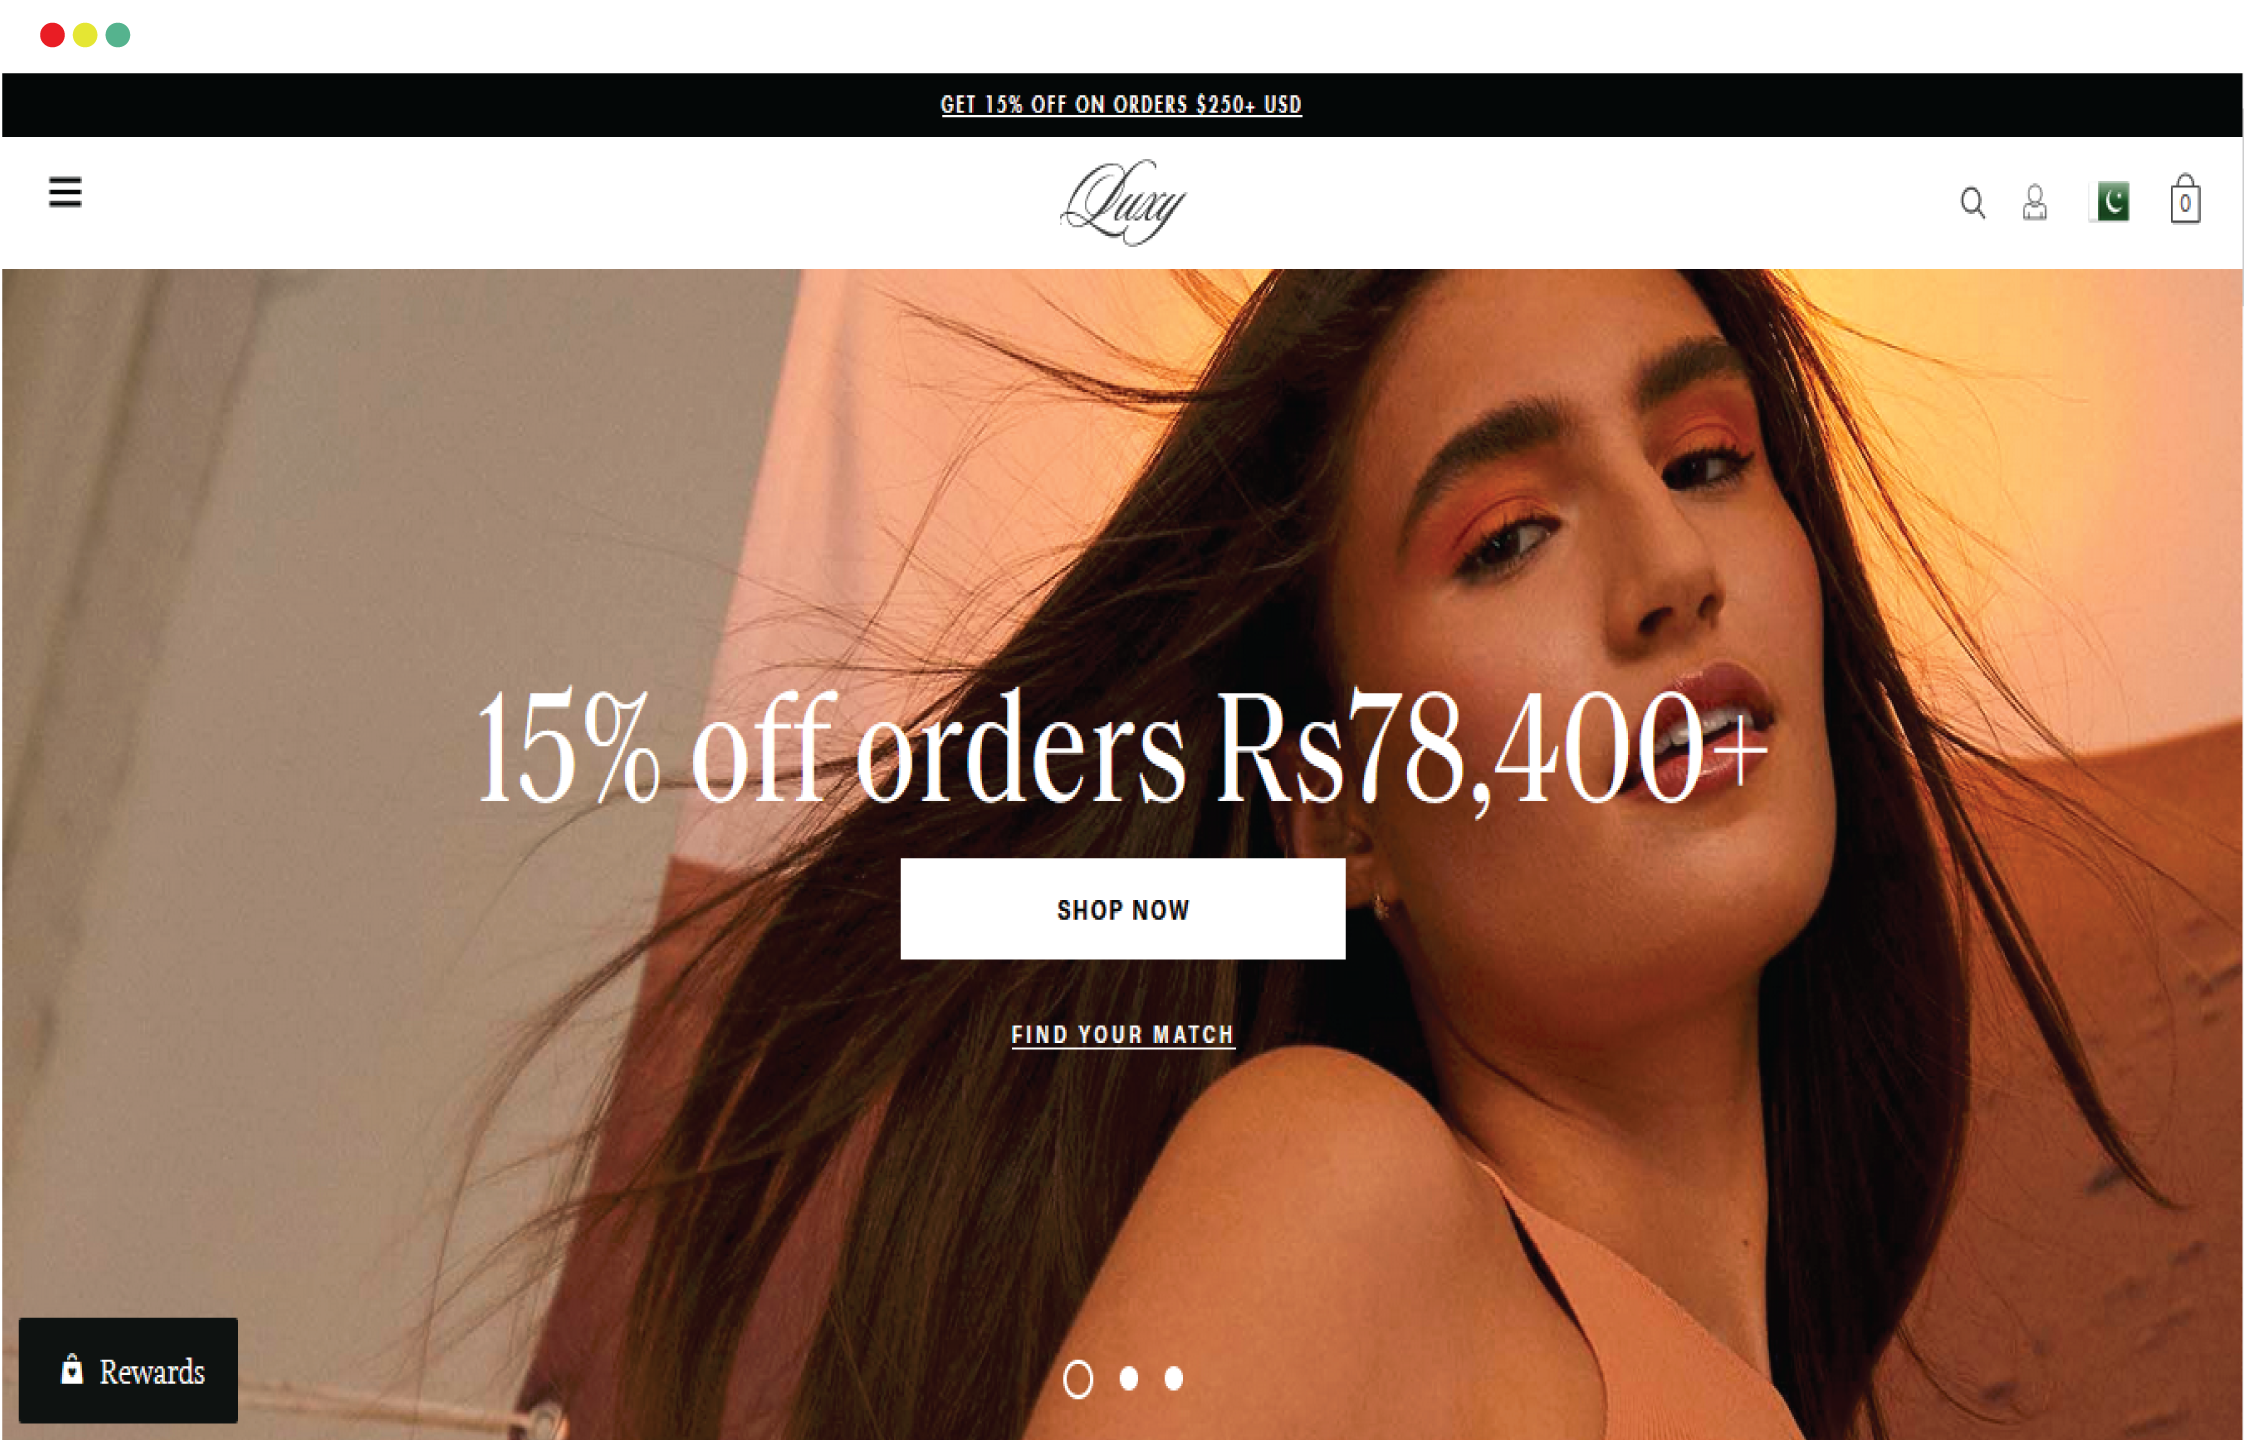 GET 15% OFF ON ORDERS $250+ USD
Luxy
0
15% off orders Rs78,400+
SHOP NOW
FIND YOUR MATCH
Rewards